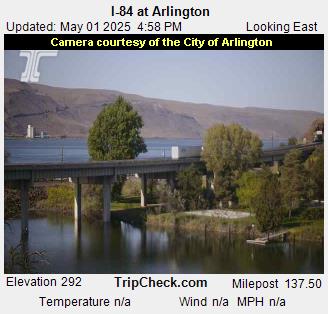 I-84 at Arlington
Updated: May 01 2025 4:58 PM Looking East
Camera courtesy of the City of Arlington
Elevation 292 TripCheck.com Milepost 137.50
Temperature n/a Wind n/a MPH n/a